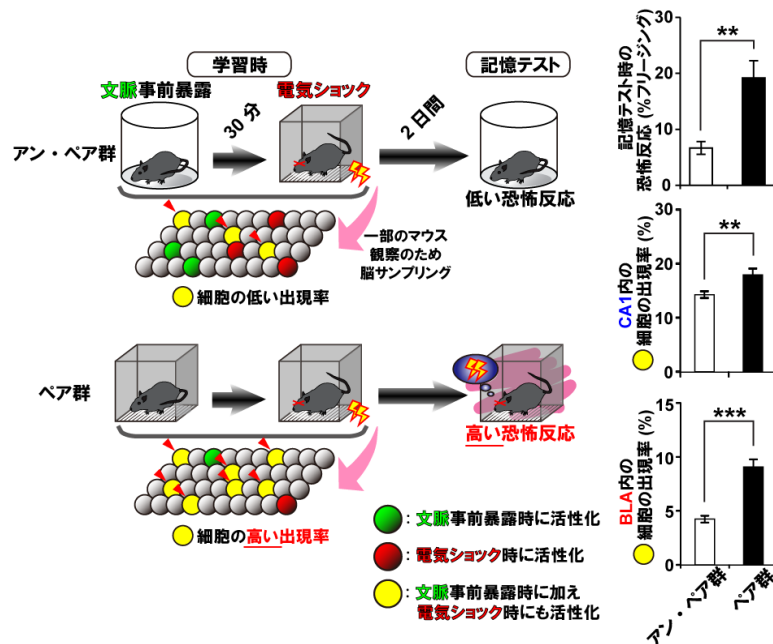 学習時
記憶テスト
文脈事前暴露
30分
電気ショック
2日間
アン・ペア群
低い恐怖反応
一部のマウス
観察のため
脳サンプリング
細胞の低い出現率
ペア群
高い恐怖反応
細胞の高い出現率
：文脈事前暴露時に活性化
：電気ショック時に活性化
：文脈事前暴露時に加え
電気ショック時にも活性化
記憶テスト時の
恐怖反応（%フリージング）
30
20
10
0
**
CA1内の
細胞の出現率 (%)
30
20
10
0
**
BLA内の
細胞の出現率 (%)
15
10
5
0
***
アン・ペア群
ペア群